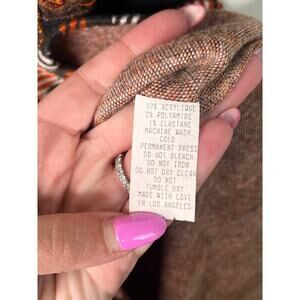 97% ACRYLIQUE
2% POLYAMIDE
1% ELASTANE
MACHINE WASH
COLD
PERMANENT PRESS
DO NOT BLEACH
DO NOT IRON
DO NOT DRY CLEAN
DO NOT
TUMBLE DRY
MADE WITH LOVE
IN LOS ANGELES